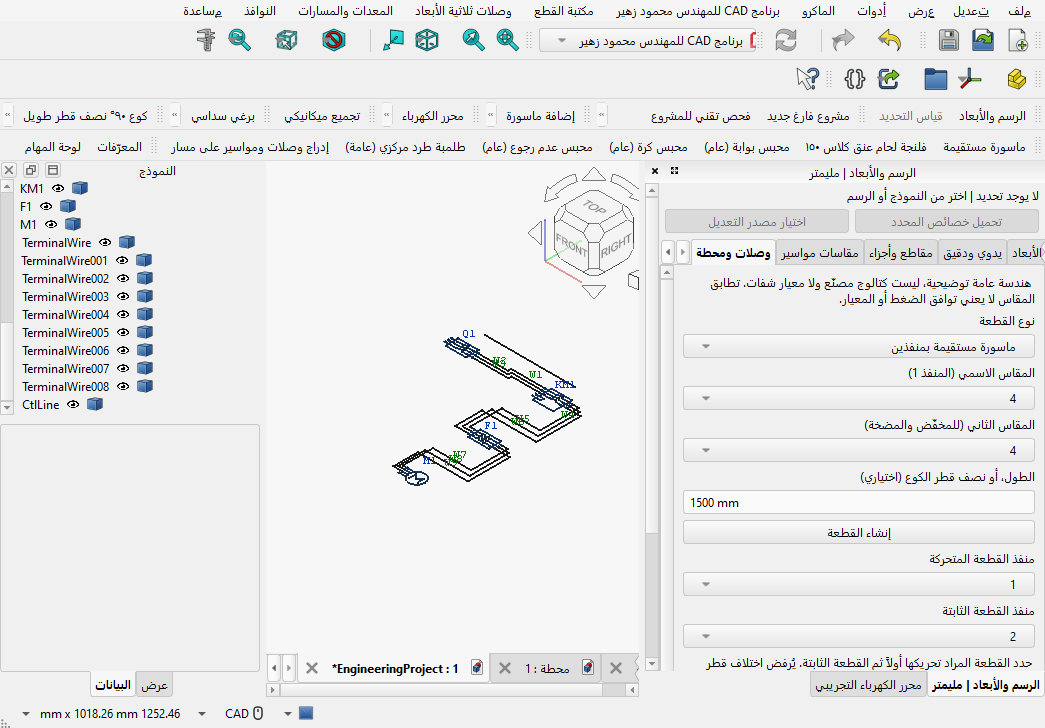 ملف تعديل عرض أدوات الماكرو برنامج CAD للمهندس محمود زهير مكتبة القطع وصلات ثلاثية الأبعاد المعدات والمسارات النوافذ مساعدة
برنامج CAD للمهندس محمود زهير
الرسم والأبعاد قياس التحديد مشروع فارغ جديد فحص تقني للمشروع « إضافة ماسورة « محرر الكهرباء « تجميع ميكانيكي برغي سداسي « كوع ٩٠° نصف قطر طويل «
ماسورة مستقيمة فلنجة لحام عنق كلاس ١٥٠ محبس بوابة (عام) محبس كرة (عام) محبس عدم رجوع (عام) طلمبة طرد مركزي (عامة) إدراج وصلات ومواسير على مسار المعرّفات لوحة المهام
الرسم والأبعاد | مليمتر
لا يوجد تحديد | اختر من النموذج أو الرسم
تحميل خصائص المحدد
اختيار مصدر التعديل
الأبعاد يدوي ودقيق مقاطع وأجزاء مقاسات مواسير وصلات ومحطة
هندسة عامة توضيحية، ليست كتالوج مصنّع ولا معيار شفات. تطابق
المقاس لا يعني توافق الضغط أو المعيار.
نوع القطعة
ماسورة مستقيمة بمنفذين
المقاس الاسمي (المنفذ 1)
4
المقاس الثاني (للمخفّض والمضخة)
4
الطول، أو نصف قطر الكوع (اختياري)
1500 mm
إنشاء القطعة
منفذ القطعة المتحركة
1
منفذ القطعة الثابتة
2
حدد القطعة المراد تحريكها أولاً ثم القطعة الثابتة. يُرفض اختلاف قطر
الرسم والأبعاد | مليمتر
محرر الكهرباء التجريبي
TOP
FRONT
RIGHT
Q1
W1
KM1
F1
W7
M1
M
*EngineeringProject : 1
محطة : 1
النموذج
KM1
F1
M1
TerminalWire
TerminalWire001
TerminalWire002
TerminalWire003
TerminalWire004
TerminalWire005
TerminalWire006
TerminalWire007
TerminalWire008
CtlLine
عرض
البيانات
CAD
mm x 1018.26 mm 1252.46